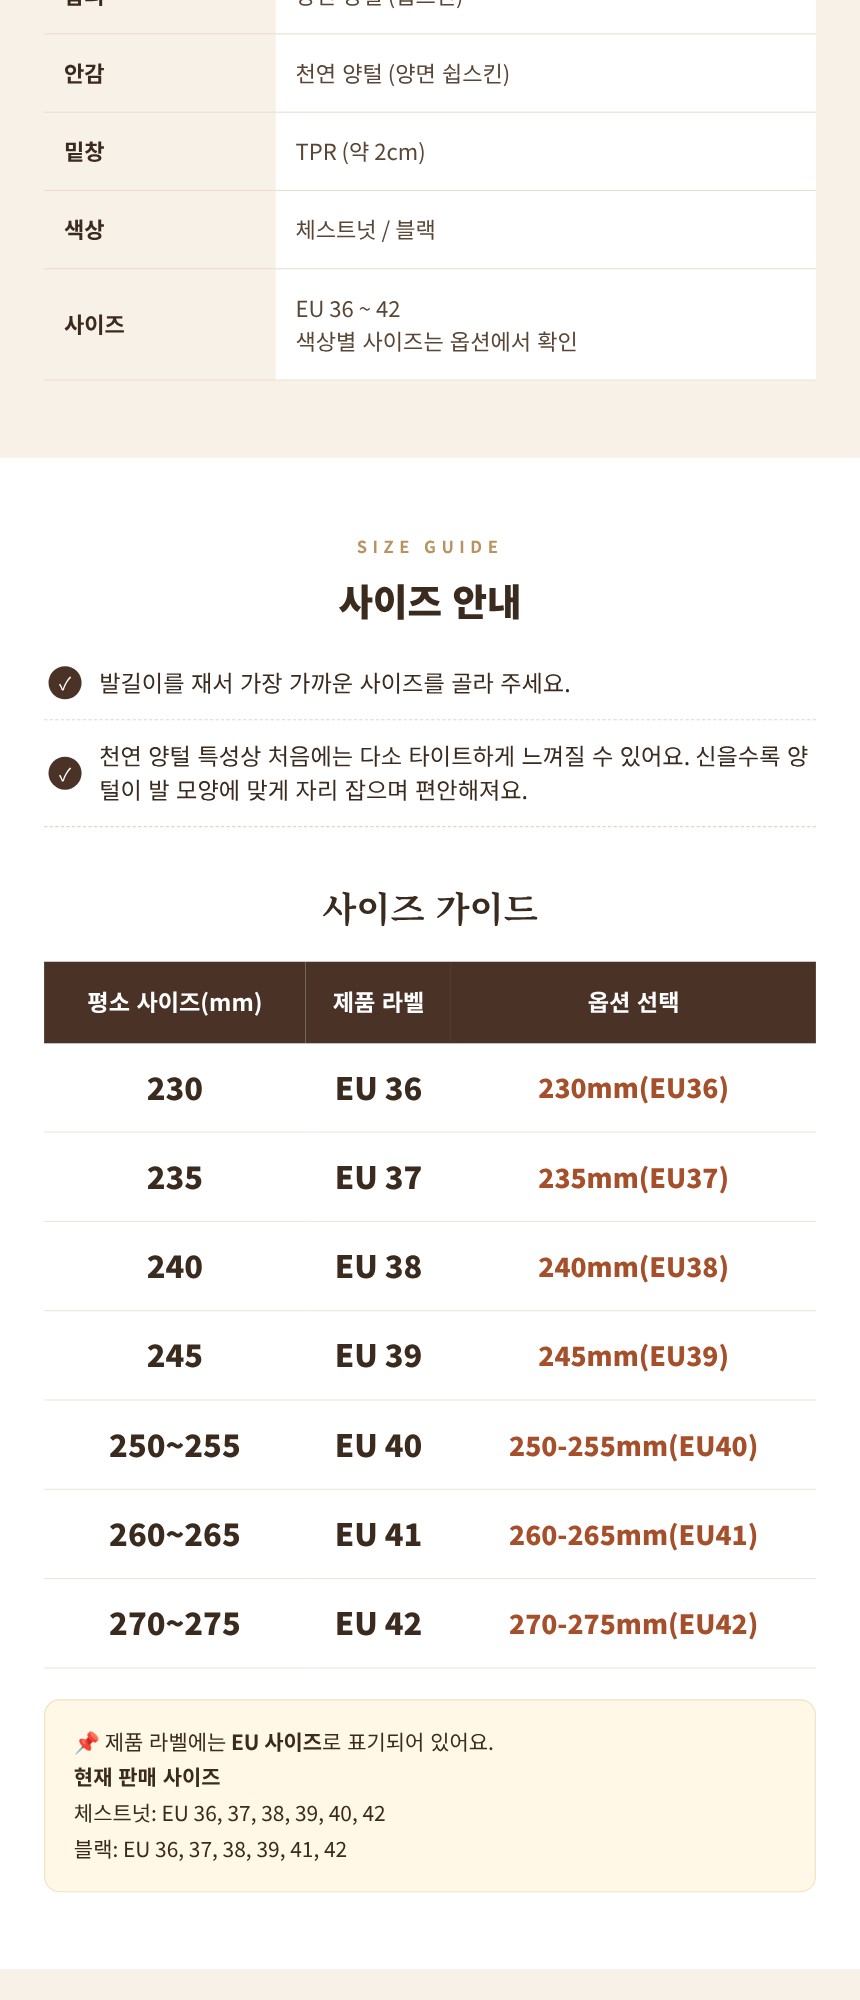 안감
천연 양털 (양면 쉽스킨)
밑창
TPR (약 2cm)
색상
체스트넛 / 블랙
사이즈
EU 36 ~ 42
색상별 사이즈는 옵션에서 확인
SIZE GUIDE
사이즈 안내
✓ 발길이를 재서 가장 가까운 사이즈를 골라 주세요.
✓ 천연 양털 특성상 처음에는 다소 타이트하게 느껴질 수 있어요. 신을수록 양
털이 발 모양에 맞게 자리 잡으며 편안해져요.
사이즈 가이드
평소 사이즈(mm) 제품 라벨 옵션 선택
230 EU 36 230mm(EU36)
235 EU 37 235mm(EU37)
240 EU 38 240mm(EU38)
245 EU 39 245mm(EU39)
250~255 EU 40 250-255mm(EU40)
260~265 EU 41 260-265mm(EU41)
270~275 EU 42 270-275mm(EU42)
📌 제품 라벨에는 EU 사이즈로 표기되어 있어요.
현재 판매 사이즈
체스트넛: EU 36, 37, 38, 39, 40, 42
블랙: EU 36, 37, 38, 39, 41, 42